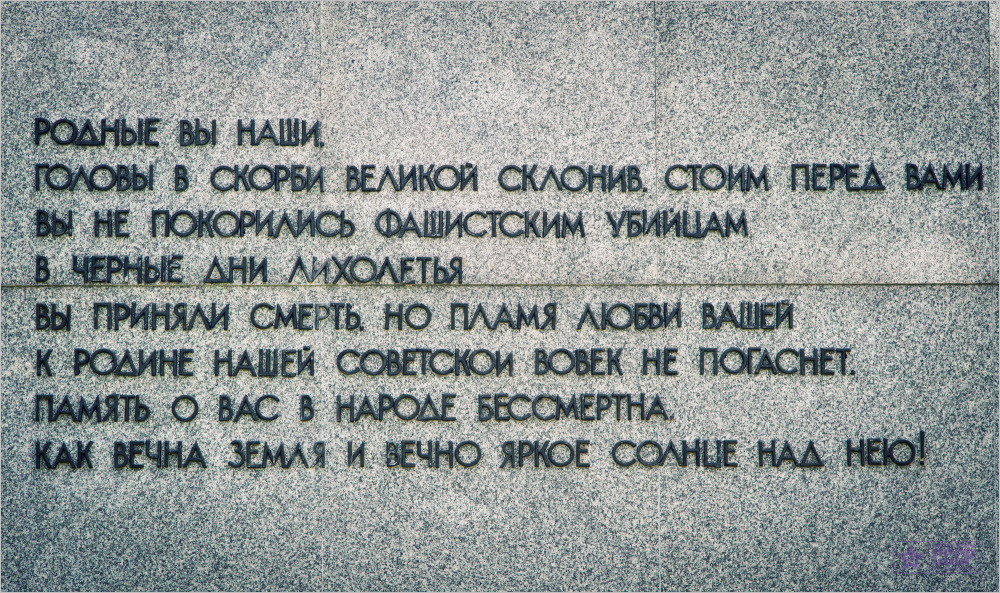 РОДНЫЕ ВЫ НАШИ,
ГОЛОВЫ В СКОРБИ ВЕЛИКОЙ СКЛОНИВ, СТОИМ ПЕРЕД ВАМИ
ВЫ НЕ ПОКОРИЛИСЬ ФАШИСТСКИМ УБИЙЦАМ
В ЧЕРНЫЕ ДНИ ЛИХОЛЕТЬЯ
ВЫ ПРИНЯЛИ СМЕРТЬ, НО ПЛАМЯ ЛЮБВИ ВАШЕЙ
К РОДИНЕ НАШЕЙ СОВЕТСКОИ ВОВЕК НЕ ПОГАСНЕТ.
ПАМЯТЬ О ВАС В НАРОДЕ БЕССМЕРТНА,
КАК ВЕЧНА ЗЕМЛЯ И ВЕЧНО ЯРКОЕ СОЛНЦЕ НАД НЕЮ!